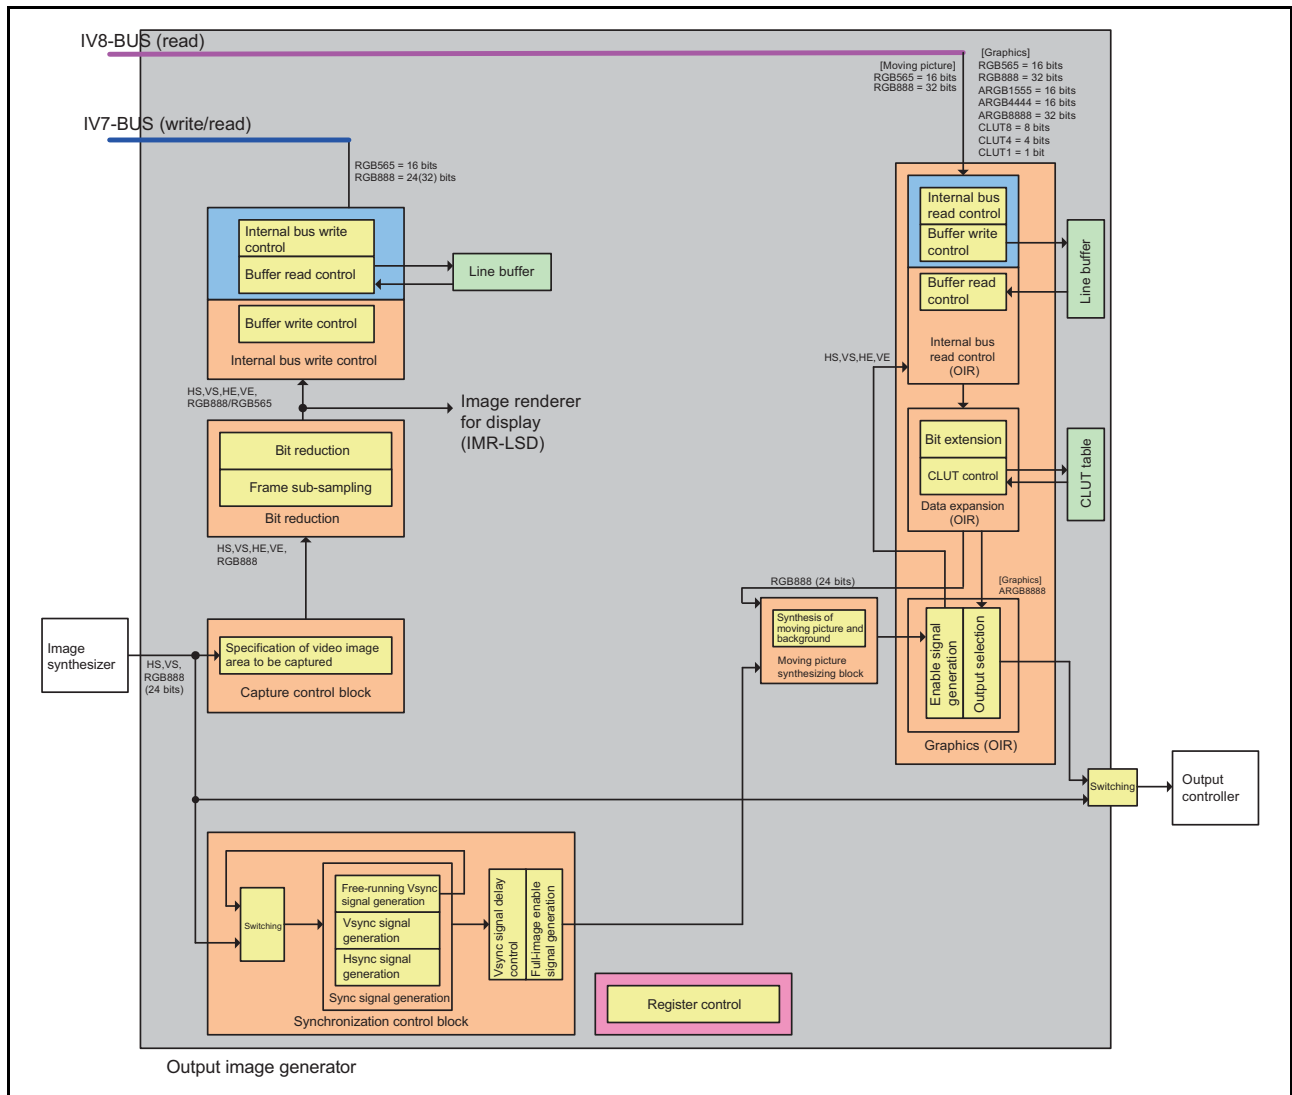 IV8-BUS (read)
[Moving picture]
RGB565 = 16 bits
RGB888 = 32 bits
[Graphics]
RGB565 = 16 bits
RGB888 = 32 bits
ARGB1555 = 16 bits
ARGB4444 = 16 bits
ARGB8888 = 32 bits
CLUT8 = 8 bits
CLUT4 = 4 bits
CLUT1 = 1 bit
IV7-BUS (write/read)
RGB565 = 16 bits
RGB888 = 24(32) bits
Internal bus write
control
Buffer read control
Line buffer
Buffer write control
Internal bus write control
HS,VS,HE,VE,
RGB888/RGB565
Image renderer
for display
(IMR-LSD)
Bit reduction
Frame sub-sampling
Bit reduction
HS,VS,HE,VE,
RGB888
Image
synthesizer
HS,VS,
RGB888
(24 bits)
Specification of video image
area to be captured
Capture control block
Internal bus
read control
Buffer write
control
Line buffer
Buffer read
control
Internal bus
read control
(OIR)
HS,VS,HE,VE
Bit extension
CLUT control
CLUT table
Data expansion
(OIR)
RGB888 (24 bits)
[Graphics]
ARGB8888
Synthesis of
moving picture and
background
Moving picture
synthesizing block
Enable signal
generation
Output selection
Graphics (OIR)
Switching
Output
controller
Switching
Free-running Vsync
signal generation
Vsync signal
generation
Hsync signal
generation
Sync signal generation
Vsync signal delay
control
Full-image enable
signal generation
Synchronization control block
Register control
Output image generator